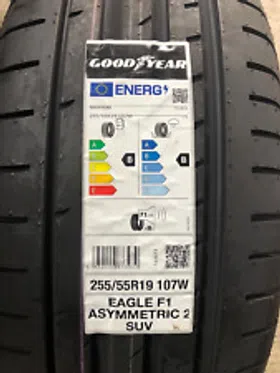 GOODYEAR
ENERG
A
B
C
D
E
B
A
B
C
D
E
B
255/55R19 107W
EAGLE F1
ASYMMETRIC 2
SUV